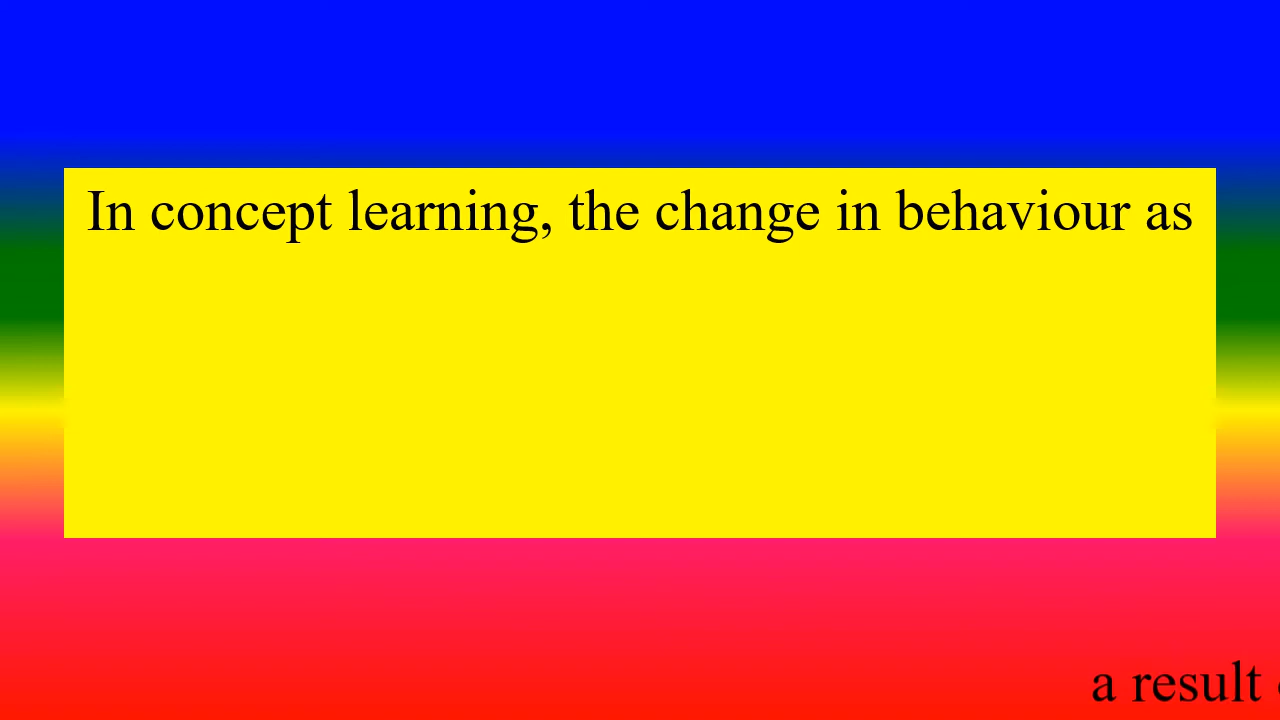 In concept learning, the change in behaviour as
a result